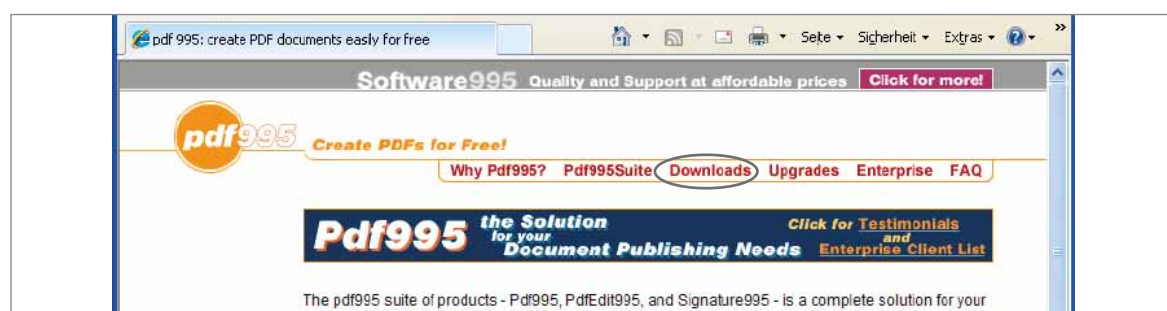 pdf 995: create PDF documents easly for free
Seite Sicherheit Extras »
Software995 Quality and Support at affordable prices Click for more!
pdf995 Create PDFs for Free!
Why Pdf995? Pdf995Suite Downloads Upgrades Enterprise FAQ
Pdf995 the Solution for your Document Publishing Needs
Click for Testimonials
and
Enterprise Client List
The pdf995 suite of products - Pdf995, PdfEdit995, and Signature995 - is a complete solution for your